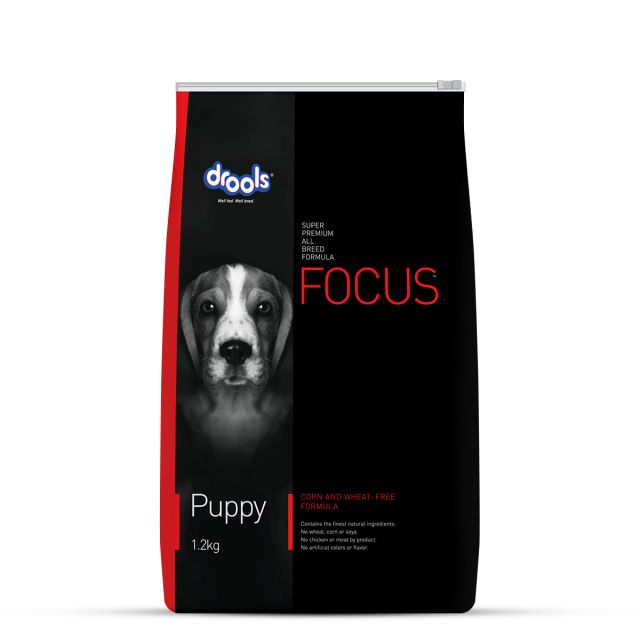 drools®
Well fed. Well bred.
SUPER
PREMIUM
ALL
BREED
FORMULA
FOCUS™
Puppy
1.2kg
CORN AND WHEAT-FREE
FORMULA
Contains the finest natural ingredients:
No wheat, corn or soya.
No chicken or meat by product.
No artificial colors or flavor.